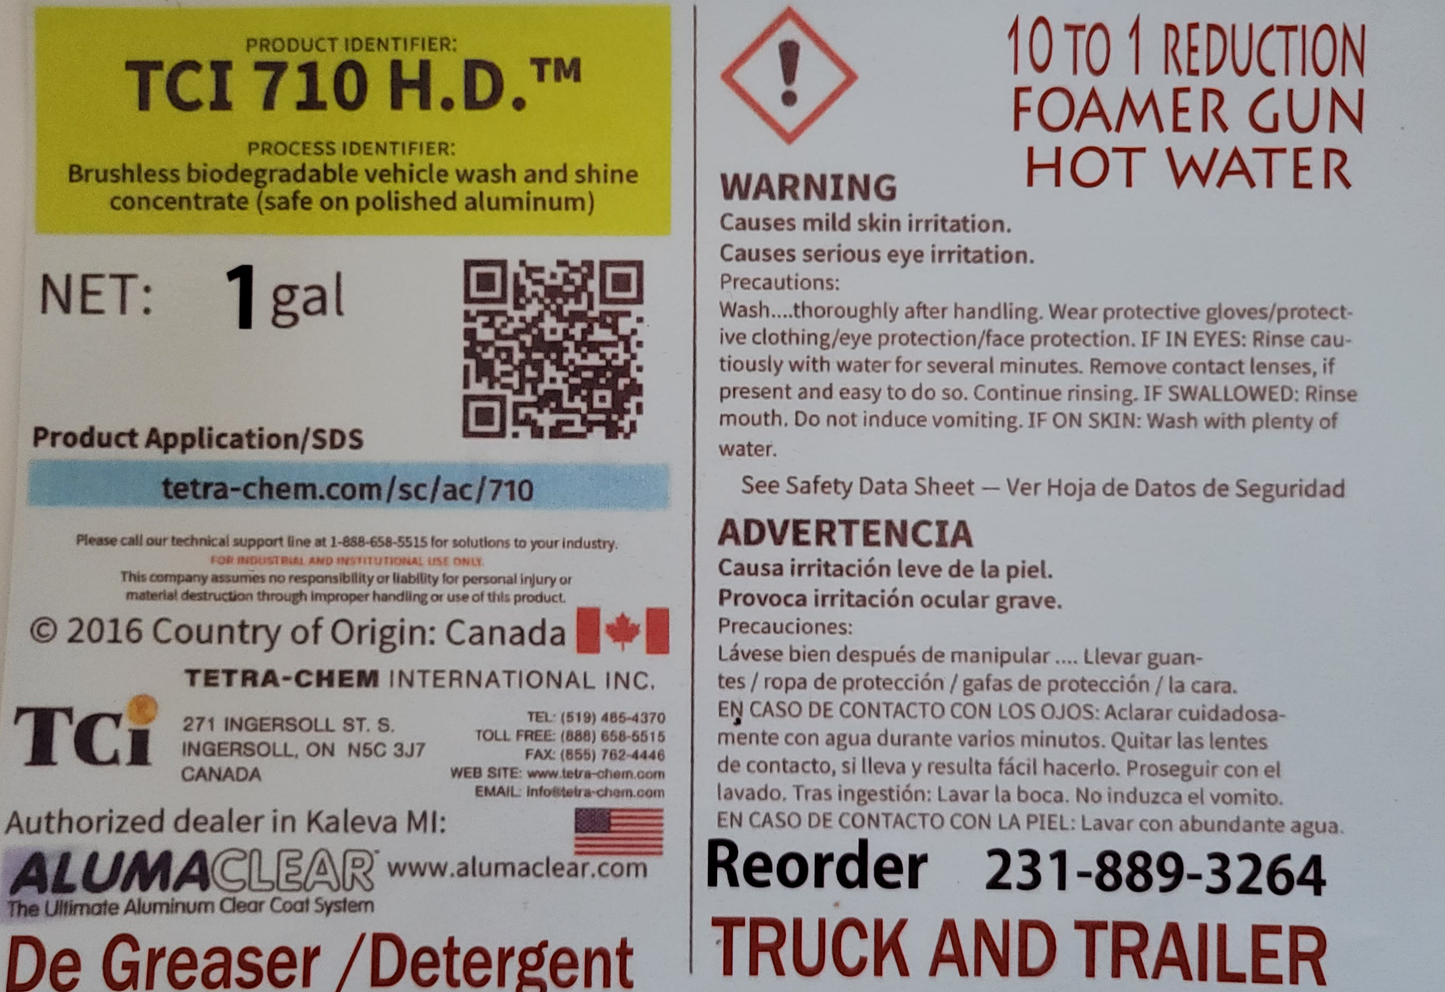 PRODUCT IDENTIFIER:
TCI 710 H.D.™
PROCESS IDENTIFIER:
Brushless biodegradable vehicle wash and shine
concentrate (safe on polished aluminum)
NET: 1 gal
Product Application/SDS
tetra-chem.com/sc/ac/710
Please call our technical support line at 1-888-658-5515 for solutions to your industry.
FOR INDUSTRIAL AND INSTITUTIONAL USE ONLY.
This company assumes no responsibility or liability for personal injury or
material destruction through improper handling or use of this product.
© 2016 Country of Origin: Canada
TETRA-CHEM INTERNATIONAL INC.
TCi
271 INGERSOLL ST. S.
INGERSOLL, ON N5C 3J7
CANADA
TEL: (519) 485-4370
TOLL FREE: (888) 658-5515
FAX: (855) 762-4446
WEB SITE: www.tetra-chem.com
EMAIL: info@tetra-chem.com
Authorized dealer in Kaleva MI:
ALUMACLEAR www.alumaclear.com
The Ultimate Aluminum Clear Coat System
De Greaser /Detergent
10 TO 1 REDUCTION
FOAMER GUN
HOT WATER
WARNING
Causes mild skin irritation.
Causes serious eye irritation.
Precautions:
Wash....thoroughly after handling. Wear protective gloves/protect-
ive clothing/eye protection/face protection. IF IN EYES: Rinse cau-
tiously with water for several minutes. Remove contact lenses, if
present and easy to do so. Continue rinsing. IF SWALLOWED: Rinse
mouth. Do not induce vomiting. IF ON SKIN: Wash with plenty of
water.
See Safety Data Sheet — Ver Hoja de Datos de Seguridad
ADVERTENCIA
Causa irritación leve de la piel.
Provoca irritación ocular grave.
Precauciones:
Lávese bien después de manipular .... Llevar guan-
tes / ropa de protección / gafas de protección / la cara.
EN CASO DE CONTACTO CON LOS OJOS: Aclarar cuidadosa-
mente con agua durante varios minutos. Quitar las lentes
de contacto, si lleva y resulta fácil hacerlo. Proseguir con el
lavado. Tras ingestión: Lavar la boca. No induzca el vomito.
EN CASO DE CONTACTO CON LA PIEL: Lavar con abundante agua.
Reorder 231-889-3264
TRUCK AND TRAILER